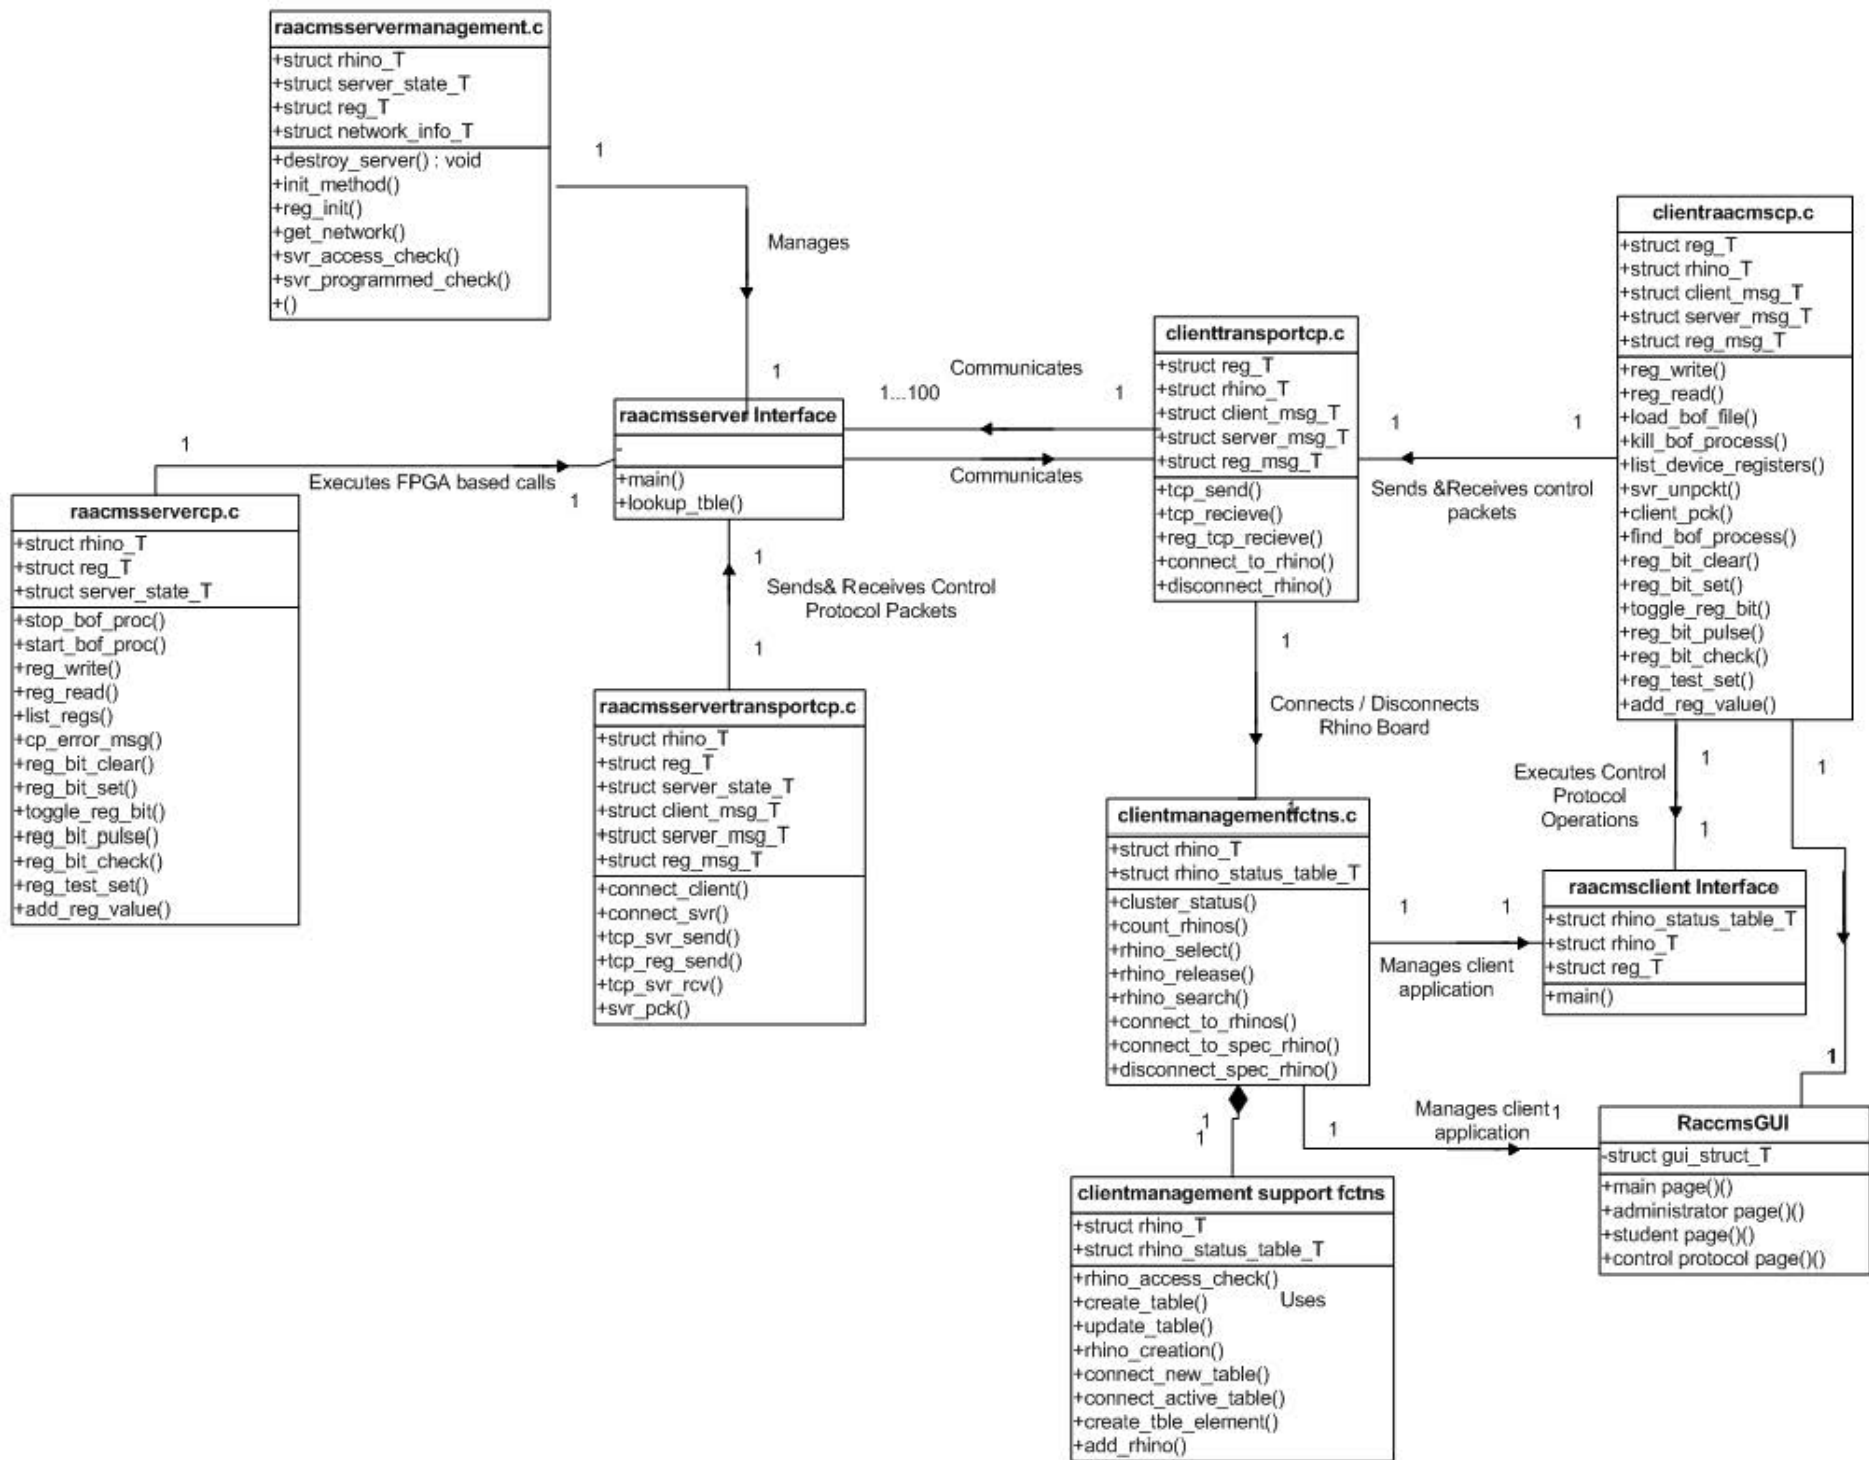 raacmsservermanagement.c
+struct rhino_T
+struct server_state_T
+struct reg_T
+struct network_info_T
+destroy_server() : void
+init_method()
+reg_init()
+get_network()
+svr_access_check()
+svr_programmed_check()
+()
1
Manages
1
raacmsserver Interface
-
+main()
+lookup_tble()
1
Executes FPGA based calls
1
raacmsservercp.c
+struct rhino_T
+struct reg_T
+struct server_state_T
+stop_bof_proc()
+start_bof_proc()
+reg_write()
+reg_read()
+list_regs()
+cp_error_msg()
+reg_bit_clear()
+reg_bit_set()
+toggle_reg_bit()
+reg_bit_pulse()
+reg_bit_check()
+reg_test_set()
+add_reg_value()
1
Sends& Receives Control
Protocol Packets
1
raacmsservertransportcp.c
+struct rhino_T
+struct reg_T
+struct server_state_T
+struct client_msg_T
+struct server_msg_T
+struct reg_msg_T
+connect_client()
+connect_svr()
+tcp_svr_send()
+tcp_reg_send()
+tcp_svr_rcv()
+svr_pck()
Communicates
1...100
1
Communicates
clienttransportcp.c
+struct reg_T
+struct rhino_T
+struct client_msg_T
+struct server_msg_T
+struct reg_msg_T
+tcp_send()
+tcp_recieve()
+reg_tcp_recieve()
+connect_to_rhino()
+disconnect_rhino()
1
1
Sends &Receives control
packets
clientraacmscp.c
+struct reg_T
+struct rhino_T
+struct client_msg_T
+struct server_msg_T
+struct reg_msg_T
+reg_write()
+reg_read()
+load_bof_file()
+kill_bof_process()
+list_device_registers()
+svr_unpckt()
+client_pck()
+find_bof_process()
+reg_bit_clear()
+reg_bit_set()
+toggle_reg_bit()
+reg_bit_pulse()
+reg_bit_check()
+reg_test_set()
+add_reg_value()
1
Connects / Disconnects
Rhino Board
1
clientmanagementfctns.c
+struct rhino_T
+struct rhino_status_table_T
+cluster_status()
+count_rhinos()
+rhino_select()
+rhino_release()
+rhino_search()
+connect_to_rhinos()
+connect_to_spec_rhino()
+disconnect_spec_rhino()
1
Executes Control
Protocol
Operations
1
1
raacmsclient Interface
+struct rhino_status_table_T
+struct rhino_T
+struct reg_T
+main()
1
1
Manages client
application
1
1
1
1
Manages client
application
1
1
RaccmsGUI
-struct gui_struct_T
+main page()()
+administrator page()()
+student page()()
+control protocol page()()
clientmanagement support fctns
+struct rhino_T
+struct rhino_status_table_T
+rhino_access_check()
Uses
+create_table()
+update_table()
+rhino_creation()
+connect_new_table()
+connect_active_table()
+create_tble_element()
+add_rhino()